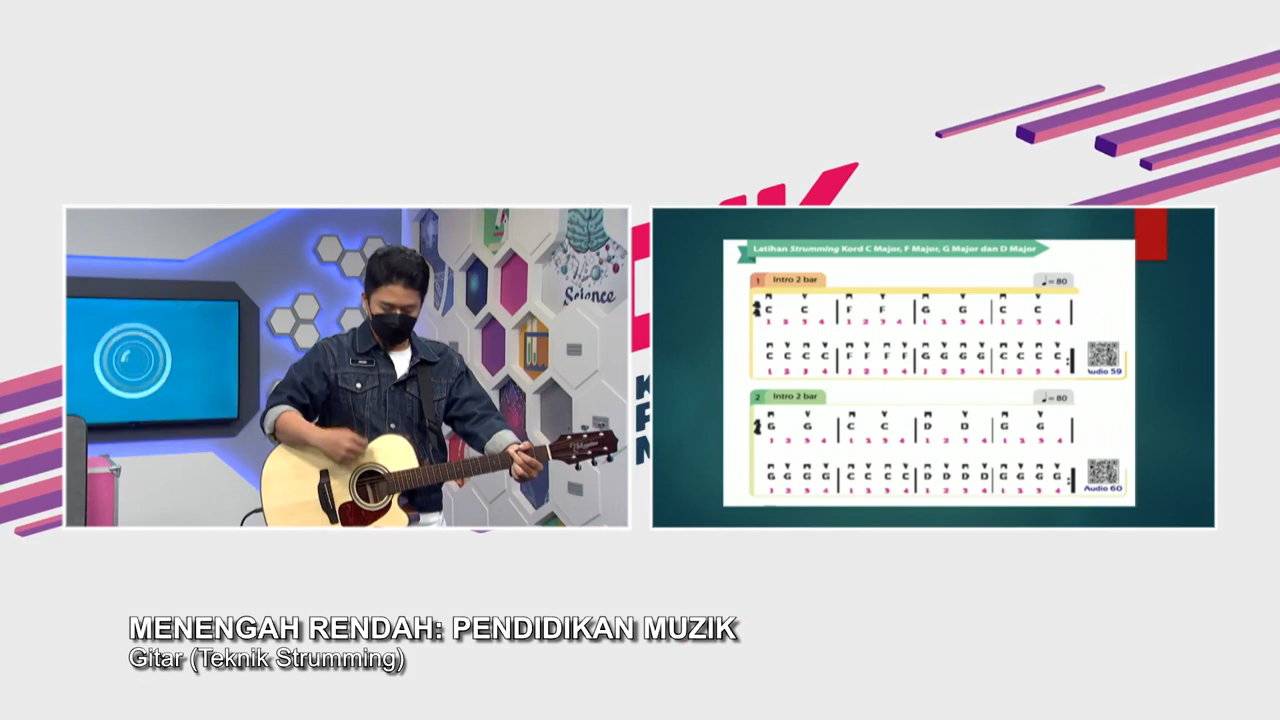 Science
Latihan Strumming Kord C Major, F Major, G Major dan D Major
1 Intro 2 bar
♩= 80
C C F F G G C C
1 2 3 4 1 2 3 4 1 2 3 4 1 2 3 4
C C C C F F F F G G G G C C C C
1 2 3 4 1 2 3 4 1 2 3 4 1 2 3 4
Audio 59
2 Intro 2 bar
♩= 80
G G C C D D G G
1 2 3 4 1 2 3 4 1 2 3 4 1 2 3 4
G G G G C C C C D D D D G G G G
1 2 3 4 1 2 3 4 1 2 3 4 1 2 3 4
Audio 60
MENENGAH RENDAH: PENDIDIKAN MUZIK
Gitar (Teknik Strumming)